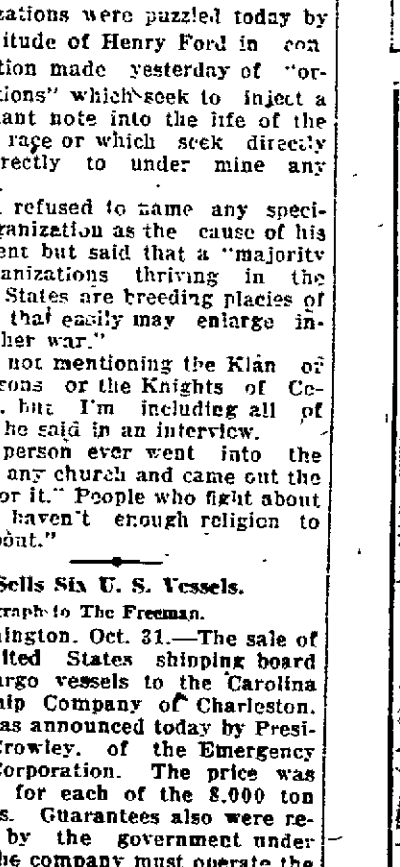 zations were puzzled today by
itude of Henry Ford in con
tion made yesterday of "or-
tions" which seek to inject a
ant note into the life of the
race or which seek directly
rectly to under mine any
refused to name any speci-
ganization as the cause of his
ent but said that a "majority
anizations thriving in the
States are breeding placies of
that easily may enlarge in-
her war."
not mentioning the Klan or
sons or the Knights of Co-
. but I'm including all of
he said in an interview.
person ever went into the
any church and came out the
or it." People who fight about
haven't enough religion to
bout."
Sells Six U. S. Vessels.
graph to The Freeman.
hington. Oct. 31.—The sale of
ited States shipping board
argo vessels to the Carolina
hip Company of Charleston.
as announced today by Presi-
Crowley. of the Emergency
Corporation. The price was
for each of the 8,000 ton
s. Guarantees also were re-
by the government under
he company must operate the